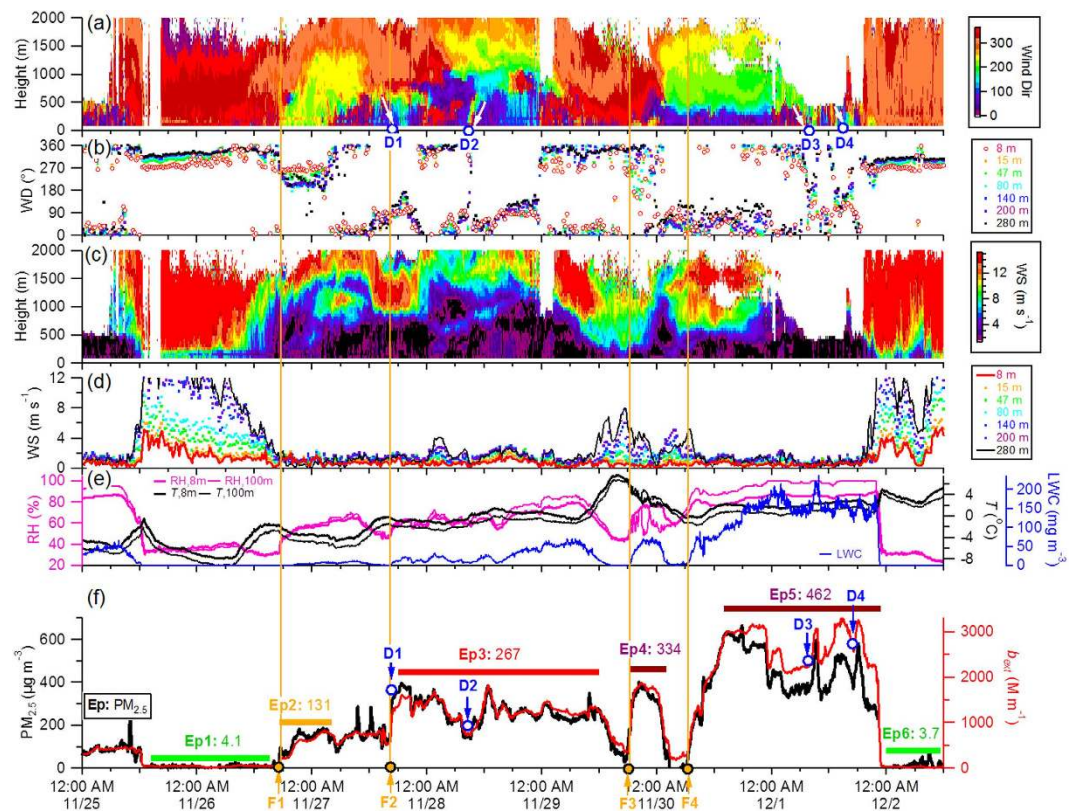 (a)
2000
1500
1000
500
0
Height (m)
D1
D2
D3
D4
300
200
100
0
Wind Dir
(b)
360
270
180
90
0
WD (°)
8 m
15 m
47 m
80 m
140 m
200 m
280 m
(c)
2000
1500
1000
500
0
Height (m)
12
8
4
WS (m s⁻¹)
(d)
12
8
4
0
WS (m s⁻¹)
8 m
15 m
47 m
80 m
140 m
200 m
280 m
(e)
100
80
60
40
20
RH (%)
RH,8m RH,100m
T,8m T,100m
LWC
4
0
-4
-8
T (°C)
200
150
100
50
0
LWC (mg m⁻³)
(f)
600
400
200
0
PM2.5 (µg m⁻³)
Ep: PM2.5
Ep1: 4.1
Ep2: 131
D1
Ep3: 267
D2
Ep4: 334
Ep5: 462
D3
D4
Ep6: 3.7
3000
2000
1000
0
bext (M m⁻¹)
12:00 AM 12:00 AM 12:00 AM 12:00 AM 12:00 AM 12:00 AM 12:00 AM 12:00 AM
11/25 11/26 F1 11/27 F2 11/28 11/29 F3 11/30 F4 12/1 12/2